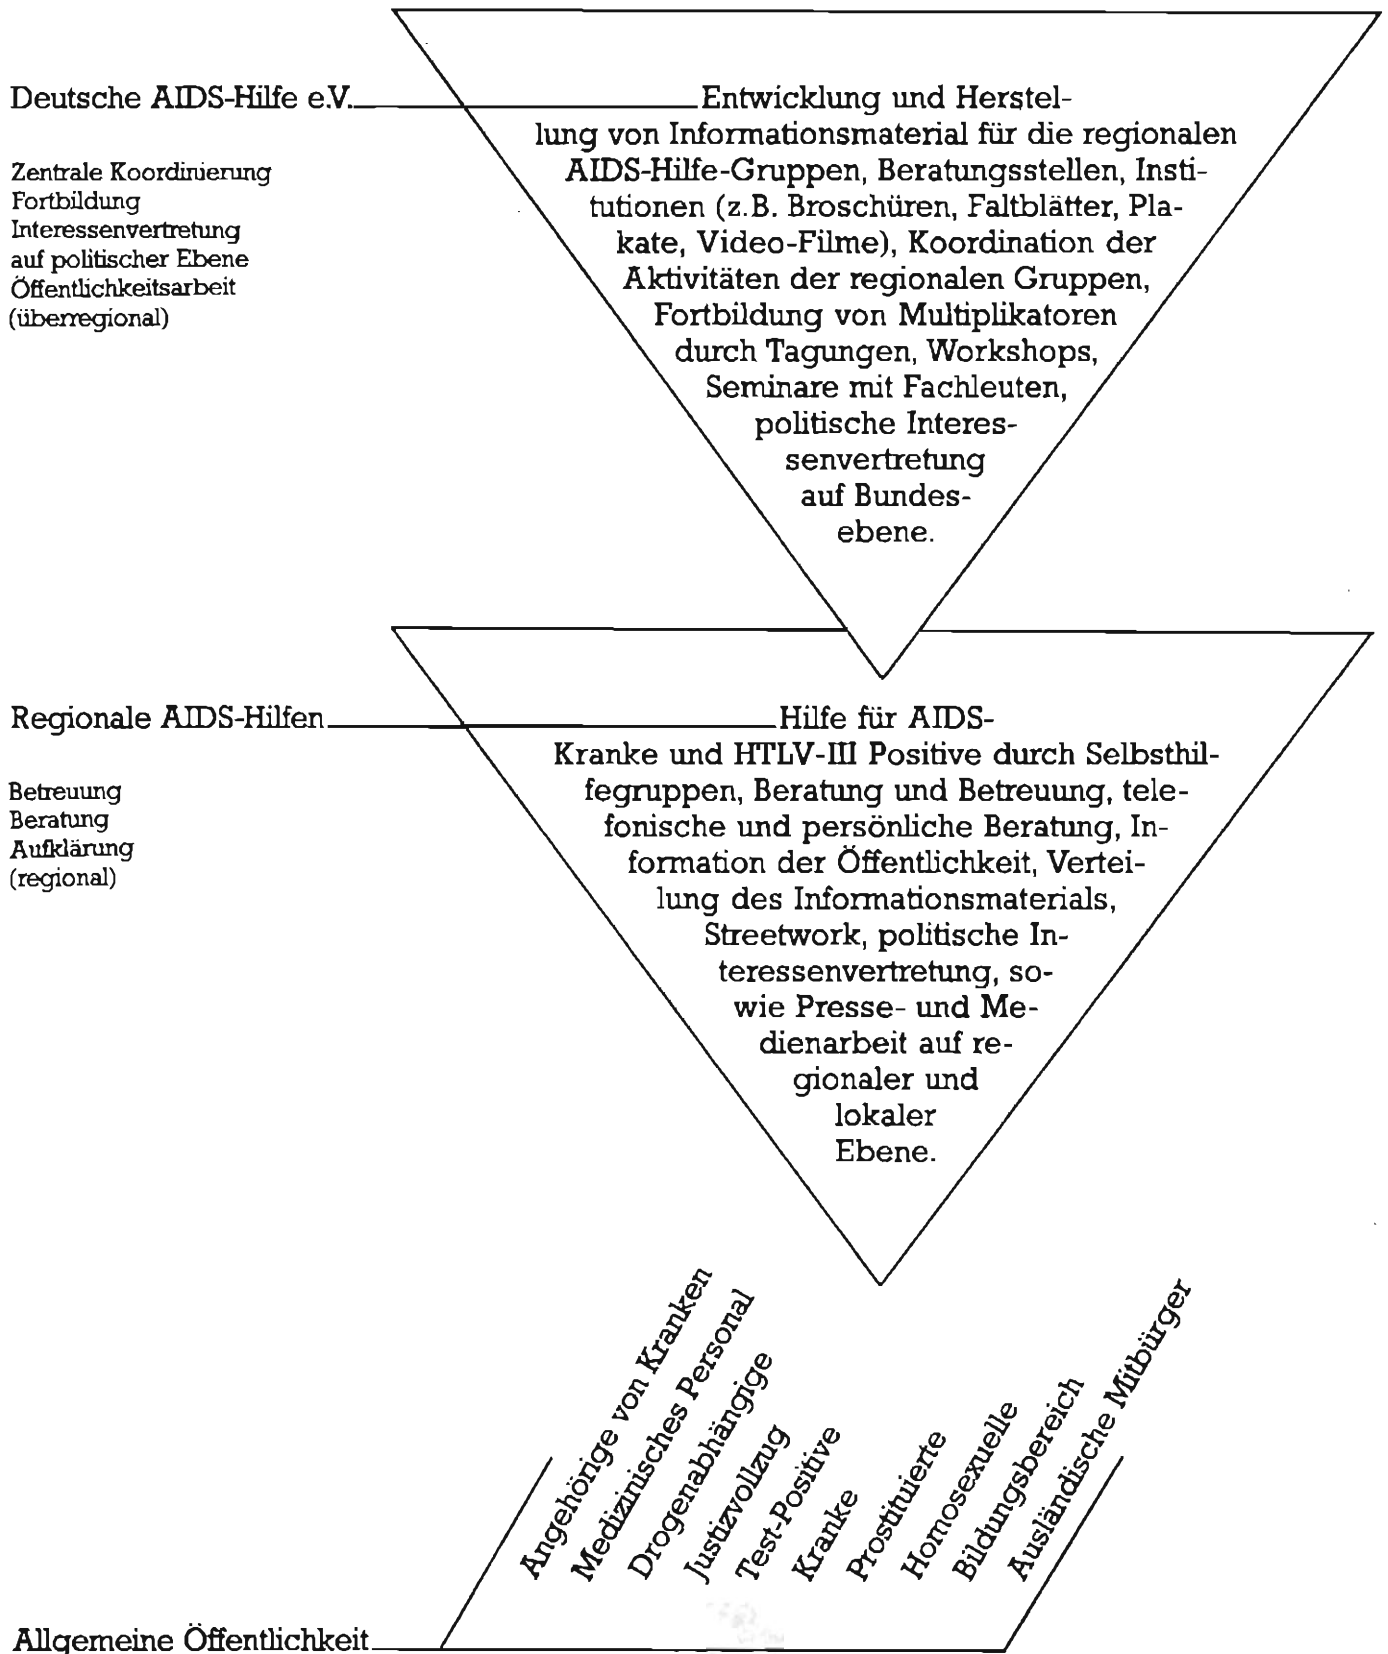 Deutsche AIDS-Hilfe e.V.
Zentrale Koordinierung
Fortbildung
Interessenvertretung
auf politischer Ebene
Öffentlichkeitsarbeit
(überregional)
Entwicklung und Herstel-
lung von Informationsmaterial für die regionalen
AIDS-Hilfe-Gruppen, Beratungsstellen, Insti-
tutionen (z.B. Broschüren, Faltblätter, Pla-
kate, Video-Filme), Koordination der
Aktivitäten der regionalen Gruppen,
Fortbildung von Multiplikatoren
durch Tagungen, Workshops,
Seminare mit Fachleuten,
politische Interes-
senvertretung
auf Bundes-
ebene.
Regionale AIDS-Hilfen
Betreuung
Beratung
Aufklärung
(regional)
Hilfe für AIDS-
Kranke und HTLV-III Positive durch Selbsthil-
fegruppen, Beratung und Betreuung, tele-
fonische und persönliche Beratung, In-
formation der Öffentlichkeit, Vertei-
lung des Informationsmaterials,
Streetwork, politische In-
teressenvertretung, so-
wie Presse- und Me-
dienarbeit auf re-
gionaler und
lokaler
Ebene.
Angehörige von Kranken
Medizinisches Personal
Drogenabhängige
Justizvollzug
Test-Positive
Kranke
Prostituierte
Homosexuelle
Bildungsbereich
Ausländische Mitbürger
Allgemeine Öffentlichkeit